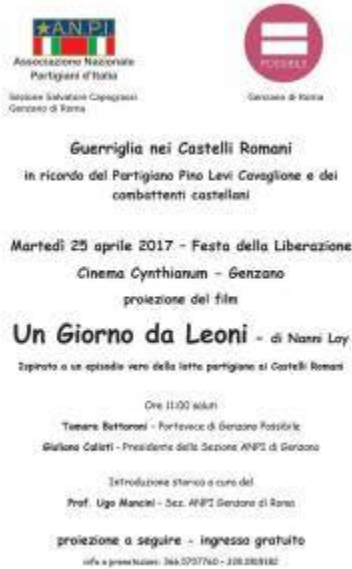 A.N.P.I.
Associazione Nazionale
Partigiani d'Italia
Sezione Salvatore Capogrossi
Genzano di Roma
POSSIBILE
Genzano di Roma
Guerriglia nei Castelli Romani
in ricordo del Partigiano Pino Levi Cavaglione e dei
combattenti castellani
Martedì 25 aprile 2017 - Festa della Liberazione
Cinema Cynthianum - Genzano
proiezione del film
Un Giorno da Leoni - di Nanni Loy
Ispirato a un episodio vero della lotta partigiana ai Castelli Romani
Ore 11:00 saluti
Tamara Battaroni - Portavoce di Genzano Possibile
Giuliano Calisti - Presidente della Sezione ANPI di Genzano
Introduzione storica a cura del
Prof. Ugo Mancini - Sez. ANPI Genzano di Roma
proiezione a seguire - ingresso gratuito
info e prenotazioni: